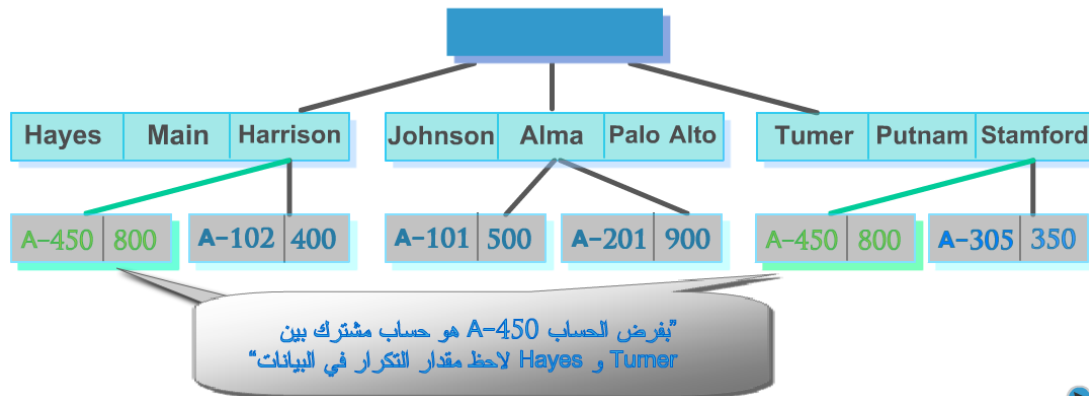 Hayes Main Harrison Johnson Alma Palo Alto Tumer Putnam Stamford
A-450 800 A-102 400 A-101 500 A-201 900 A-450 800 A-305 350
"بفرض الحساب A-450 هو حساب مشترك بين
Tumer و Hayes لاحظ مقدار التكرار في البيانات"